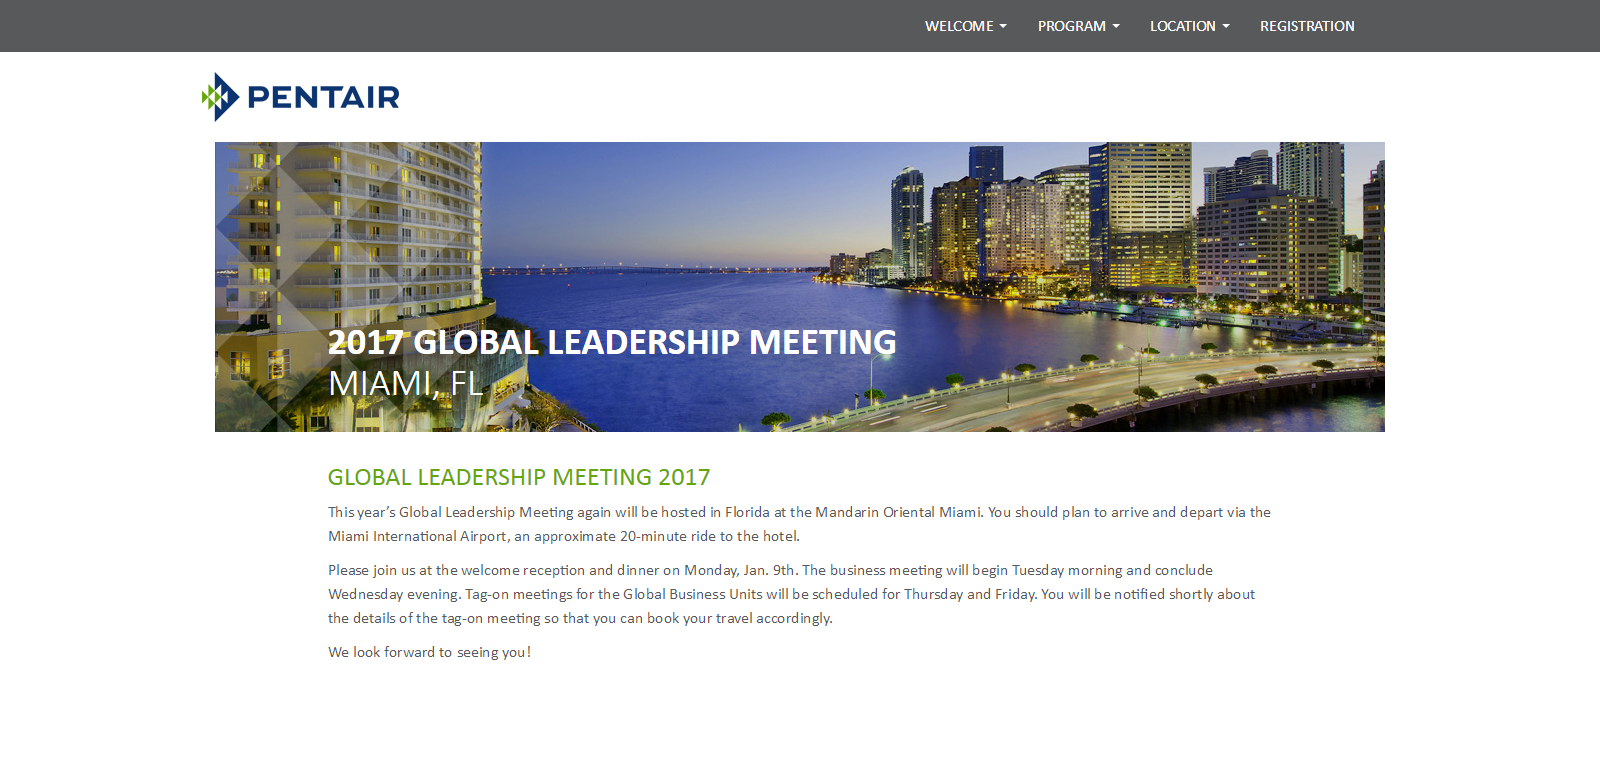 WELCOME PROGRAM LOCATION REGISTRATION
PENTAIR
2017 GLOBAL LEADERSHIP MEETING
MIAMI, FL
GLOBAL LEADERSHIP MEETING 2017
This year’s Global Leadership Meeting again will be hosted in Florida at the Mandarin Oriental Miami. You should plan to arrive and depart via the
Miami International Airport, an approximate 20-minute ride to the hotel.
Please join us at the welcome reception and dinner on Monday, Jan. 9th. The business meeting will begin Tuesday morning and conclude
Wednesday evening. Tag-on meetings for the Global Business Units will be scheduled for Thursday and Friday. You will be notified shortly about
the details of the tag-on meeting so that you can book your travel accordingly.
We look forward to seeing you!